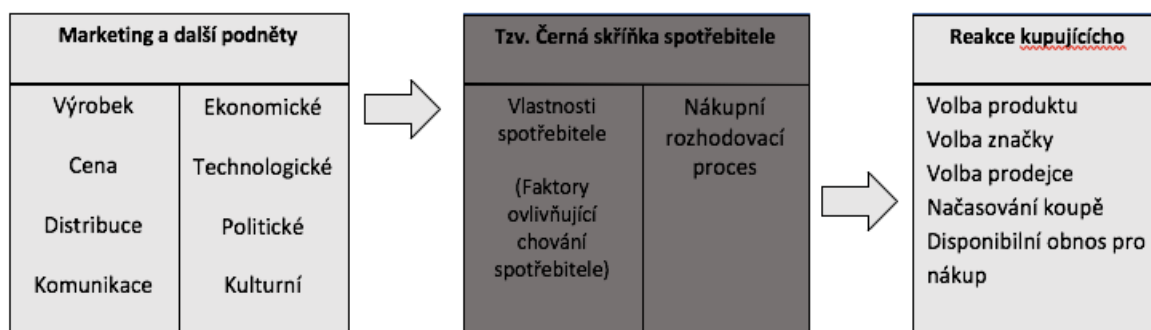 Marketing a další podněty
Výrobek
Cena
Distribuce
Komunikace
Ekonomické
Technologické
Politické
Kulturní
Tzv. Černá skříňka spotřebitele
Vlastnosti
spotřebitele
(Faktory
ovlivňující
chování
spotřebitele)
Nákupní
rozhodovací
proces
Reakce kupujícícho
Volba produktu
Volba značky
Volba prodejce
Načasování koupě
Disponibilní obnos pro
nákup